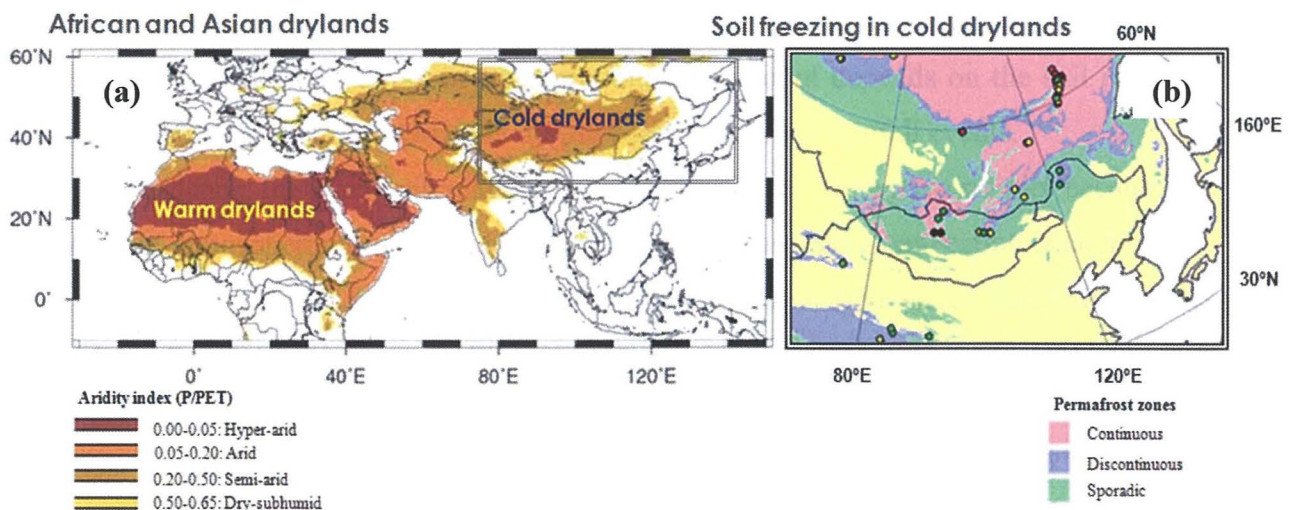 African and Asian drylands
Soil freezing in cold drylands
60°N
60°N
(a)
(b)
50°N
Cold drylands
40°N
160°E
30°N
Warm drylands
20°N
10°N
30°N
0°
0°
40°E
80°E
120°E
80°E
120°E
Aridity index (P/PET)
0.00-0.05: Hyper-arid
0.05-0.20: Arid
0.20-0.50: Semi-arid
0.50-0.65: Dry-subhumid
Permafrost zones
Continuous
Discontinuous
Sporadic